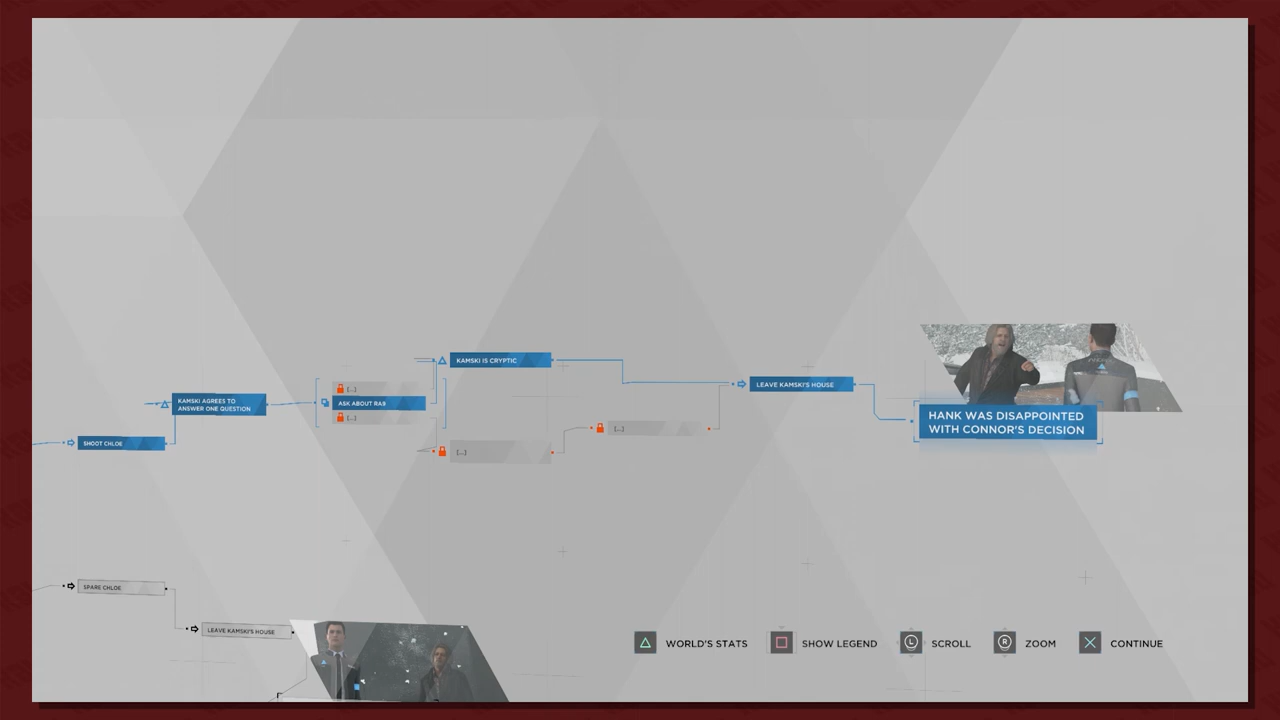 KAMSKI IS CRYPTIC
LEAVE KAMSKI'S HOUSE
[...]
KAMSKI AGREES TO
ANSWER ONE QUESTION
ASK ABOUT RA9
[...]
HANK WAS DISAPPOINTED
WITH CONNOR'S DECISION
[...]
SHOOT CHLOE
[...]
SPARE CHLOE
LEAVE KAMSKI'S HOUSE
WORLD'S STATS
SHOW LEGEND
L
SCROLL
R
ZOOM
CONTINUE